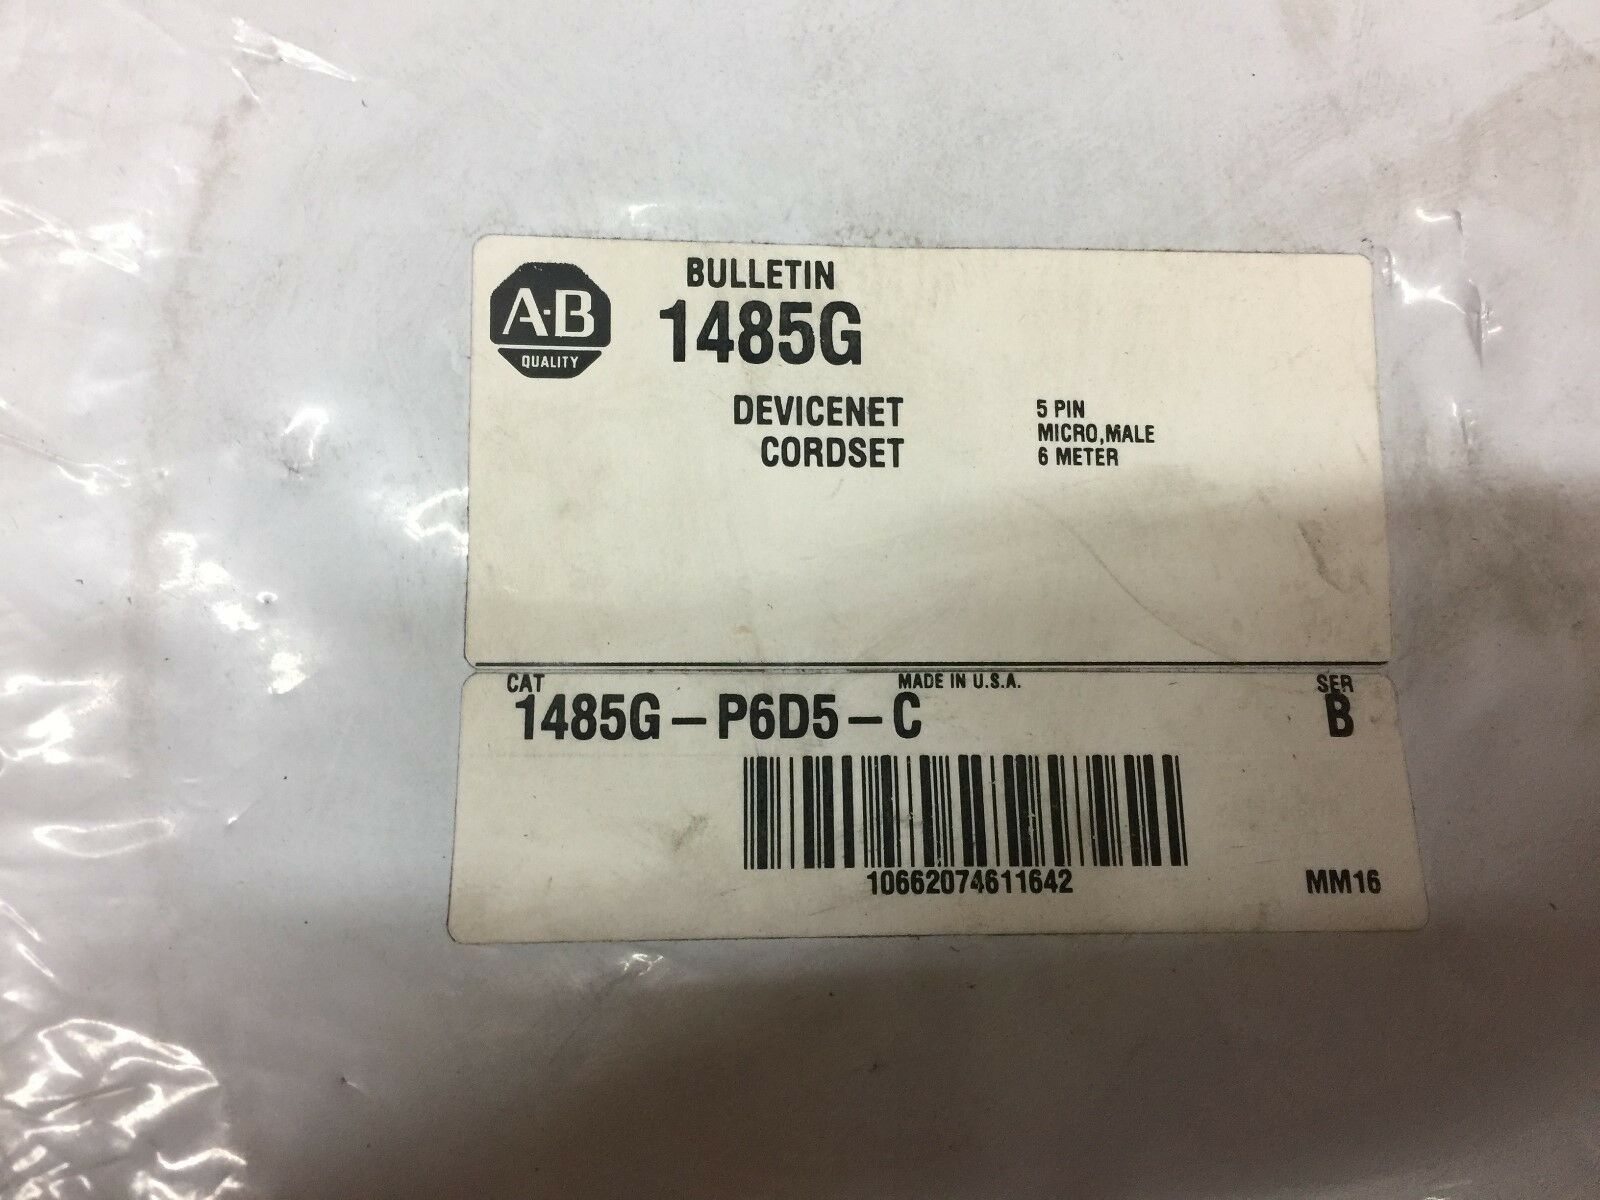 A·B
QUALITY
BULLETIN
1485G
DEVICENET
CORDSET
5 PIN
MICRO,MALE
6 METER
CAT
MADE IN U.S.A.
SER
1485G-P6D5-C
B
10662074611642
MM16